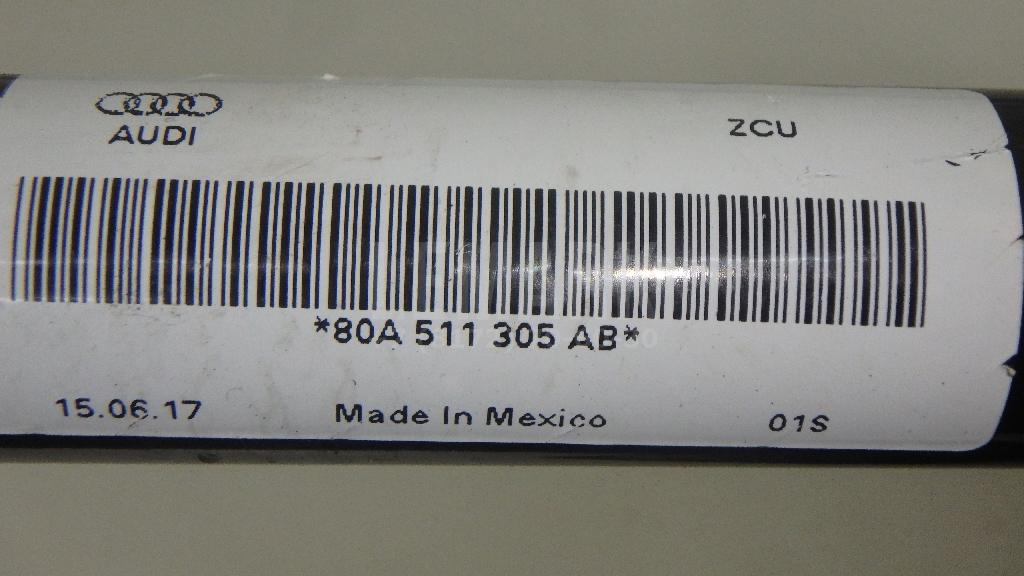 AUDI
ZCU
*80A 511 305 AB*
15.06.17
Made In Mexico
01S